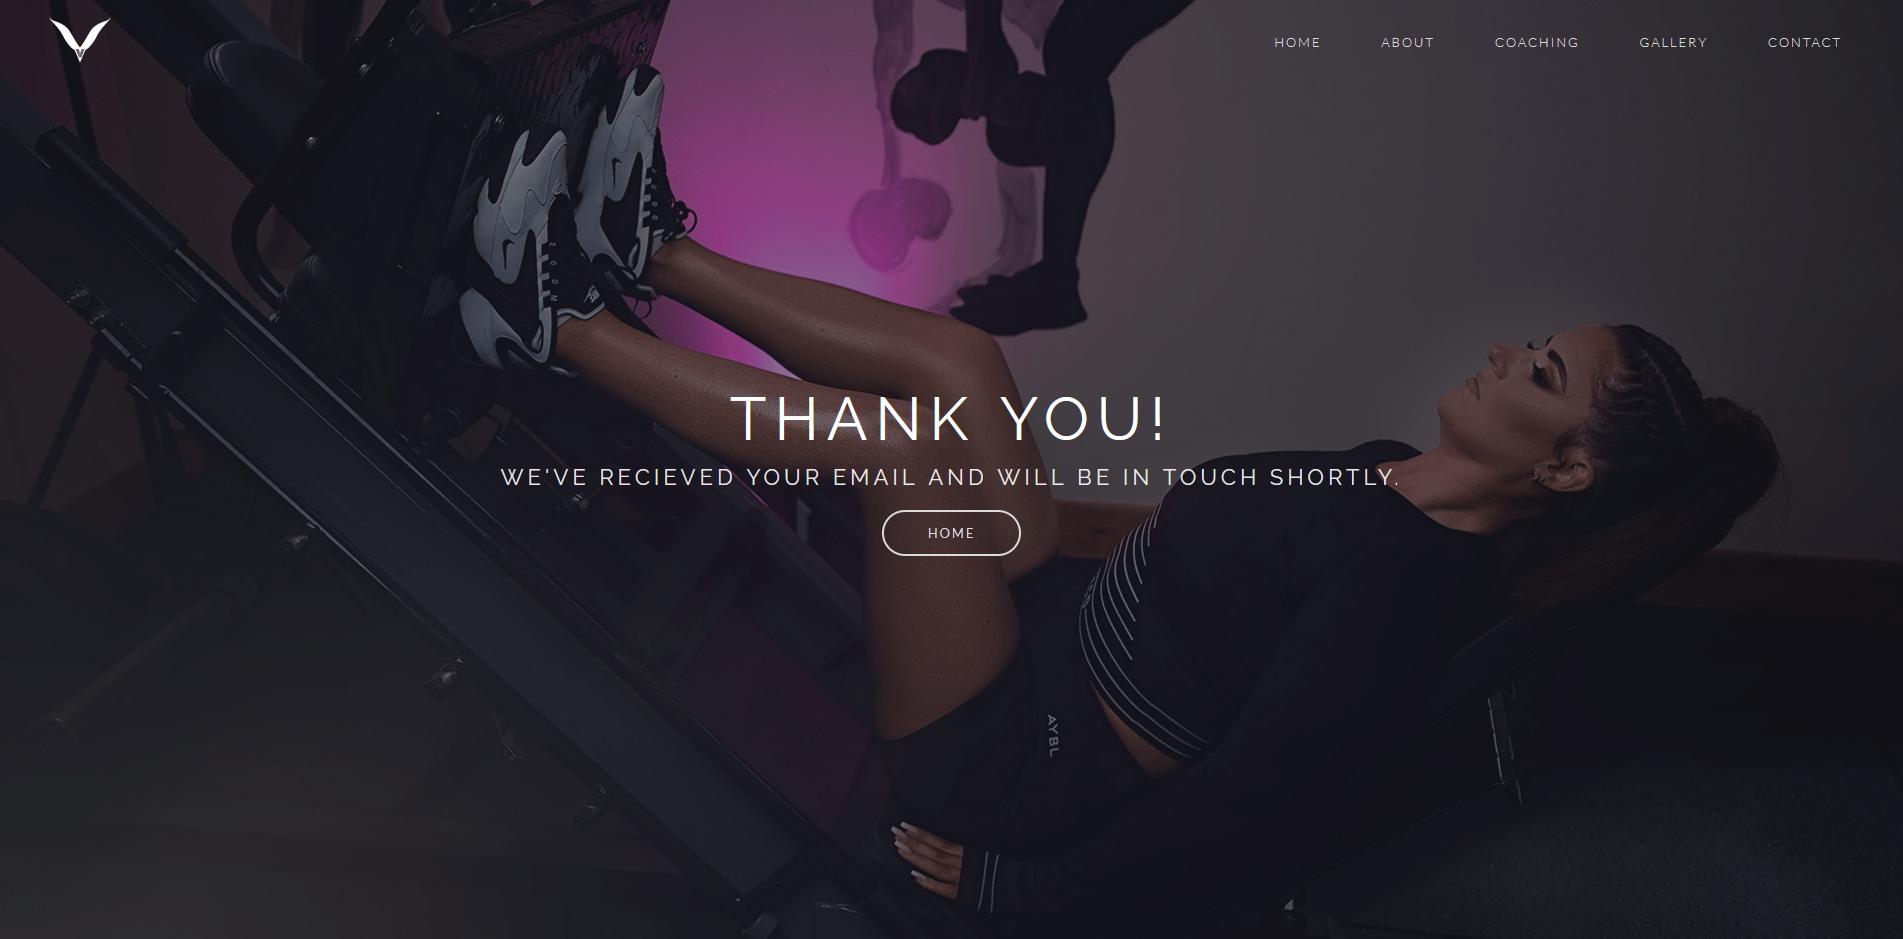 HOME ABOUT COACHING GALLERY CONTACT
THANK YOU!
WE'VE RECIEVED YOUR EMAIL AND WILL BE IN TOUCH SHORTLY.
HOME
ZOOM
AYBL